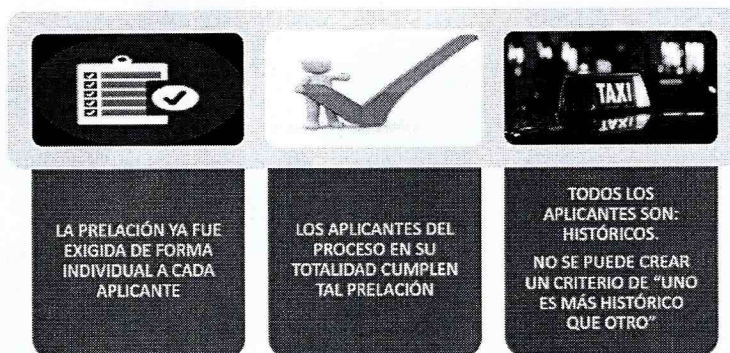 TAXI
LA PRELACIÓN YA FUE
EXIGIDA DE FORMA
INDIVIDUAL A CADA
APLICANTE
LOS APLICANTES DEL
PROCESO EN SU
TOTALIDAD CUMPLEN
TAL PRELACIÓN
TODOS LOS
APLICANTES SON:
HISTÓRICOS.
NO SE PUEDE CREAR
UN CRITERIO DE “UNO
ES MÁS HISTÓRICO
QUE OTRO”